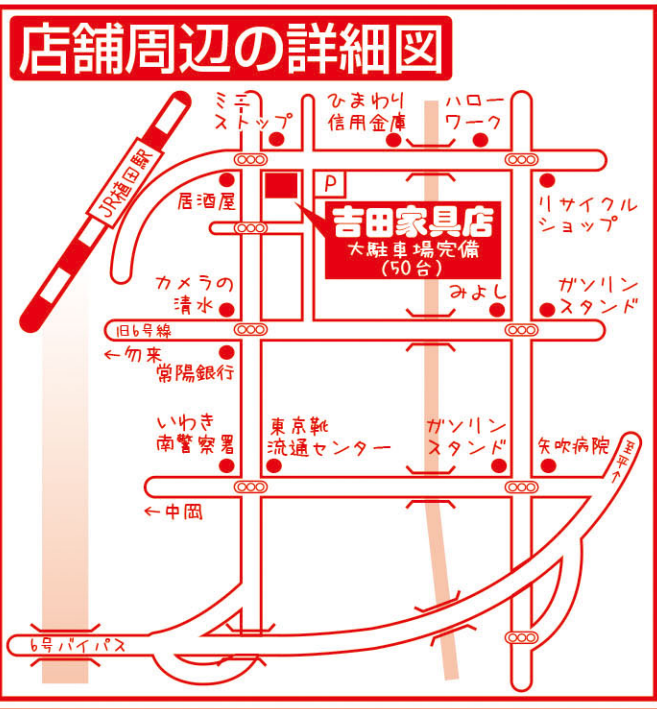 店舗周辺の詳細図
ミニ
ストップ
ひまわり
信用金庫
ハロー
ワーク
JR植田駅
居酒屋
P
リサイクル
ショップ
吉田家具店
大駐車場完備
(50台)
カメラの
清水
みよし
ガソリン
スタンド
旧6号線
←勿来
常陽銀行
いわき
南警察署
東京靴
流通センター
ガソリン
スタンド
矢吹病院
至平→
←中岡
6号バイパス